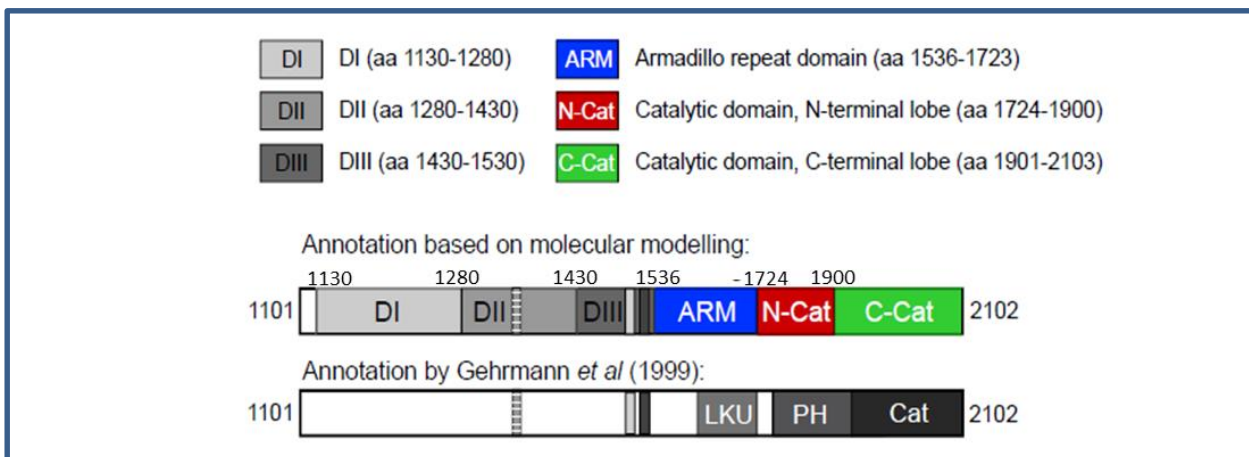 DI DI (aa 1130-1280) ARM Armadillo repeat domain (aa 1536-1723)
DII DII (aa 1280-1430) N-Cat Catalytic domain, N-terminal lobe (aa 1724-1900)
DIII DIII (aa 1430-1530) C-Cat Catalytic domain, C-terminal lobe (aa 1901-2103)
Annotation based on molecular modelling:
1130 1280 1430 1536 -1724 1900
1101 DI DII DIII ARM N-Cat C-Cat 2102
Annotation by Gehrmann et al (1999):
1101 LKU PH Cat 2102